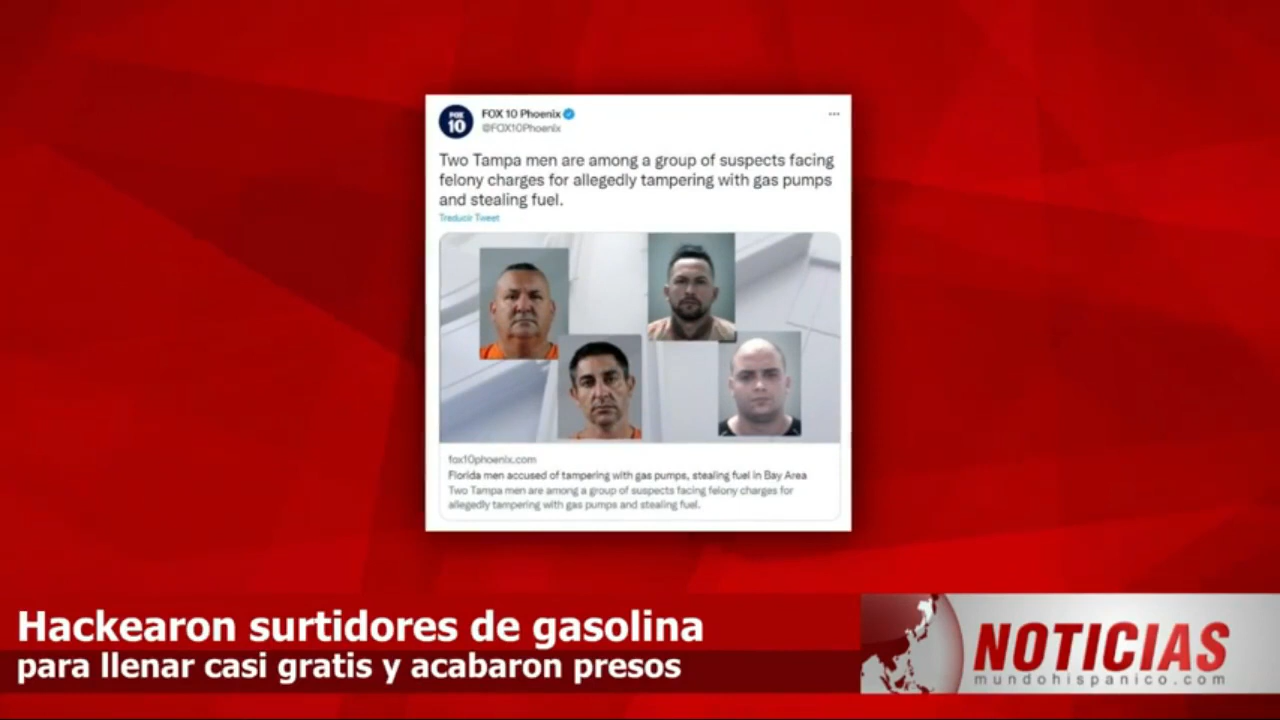 FOX
10
FOX 10 Phoenix
@FOX10Phoenix
Two Tampa men are among a group of suspects facing
felony charges for allegedly tampering with gas pumps
and stealing fuel.
Traducir Tweet
fox10phoenix.com
Florida men accused of tampering with gas pumps, stealing fuel in Bay Area
Two Tampa men are among a group of suspects facing felony charges for
allegedly tampering with gas pumps and stealing fuel.
Hackearon surtidores de gasolina
para llenar casi gratis y acabaron presos
NOTICIAS
mundohispanico.com